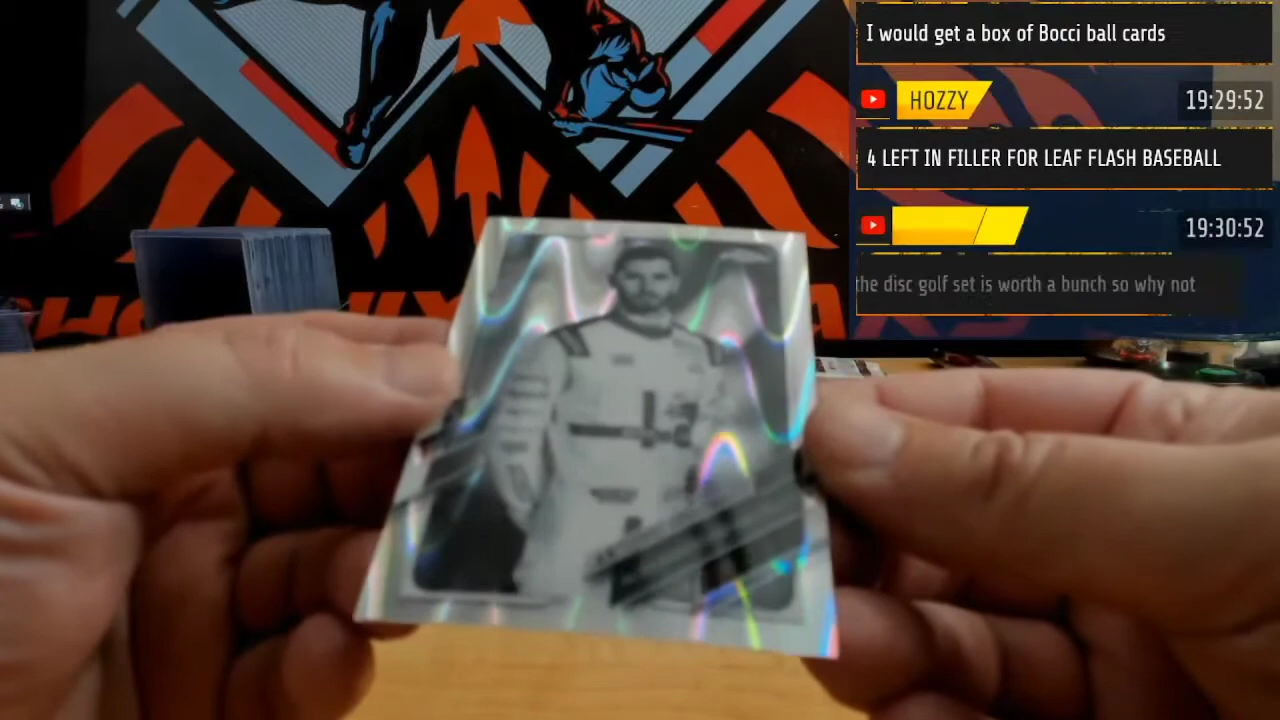 I would get a box of Bocci ball cards
HOZZY
19:29:52
4 LEFT IN FILLER FOR LEAF FLASH BASEBALL
19:30:52
the disc golf set is worth a bunch so why not